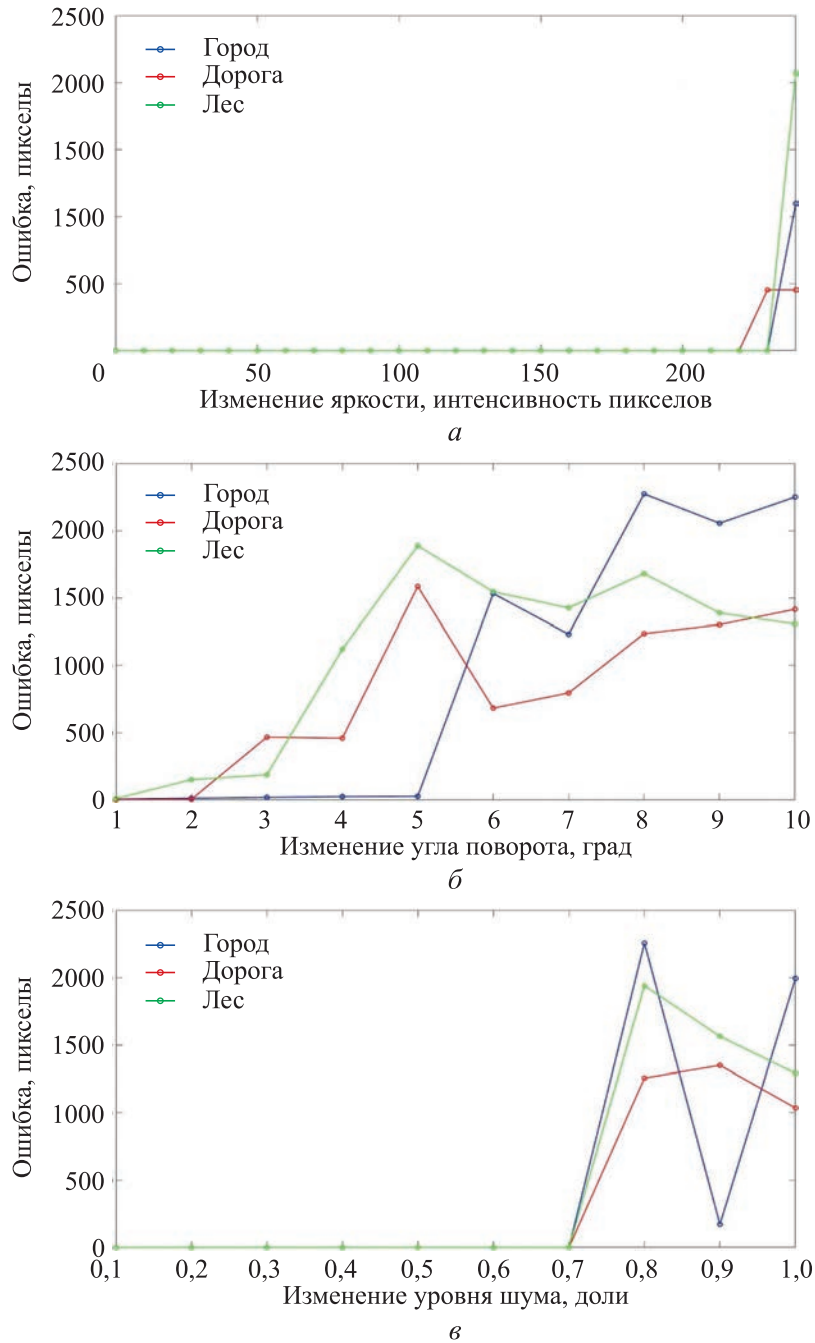 2500
2000
1500
1500
500
0
Ошибка, пикселы
Город
Дорога
Лес
50
100
150
200
Изменение яркости, интенсивность пикселов
а
2500
2000
1500
1000
500
0
Ошибка, пикселы
Город
Дорога
Лес
1 2 3 4 5 6 7 8 9 10
Изменение угла поворота, град
б
2500
2000
1500
1000
500
0
Ошибка, пикселы
Город
Дорога
Лес
0,1 0,2 0,3 0,4 0,5 0,6 0,7 0,8 0,9 1,0
Изменение уровня шума, доли
в